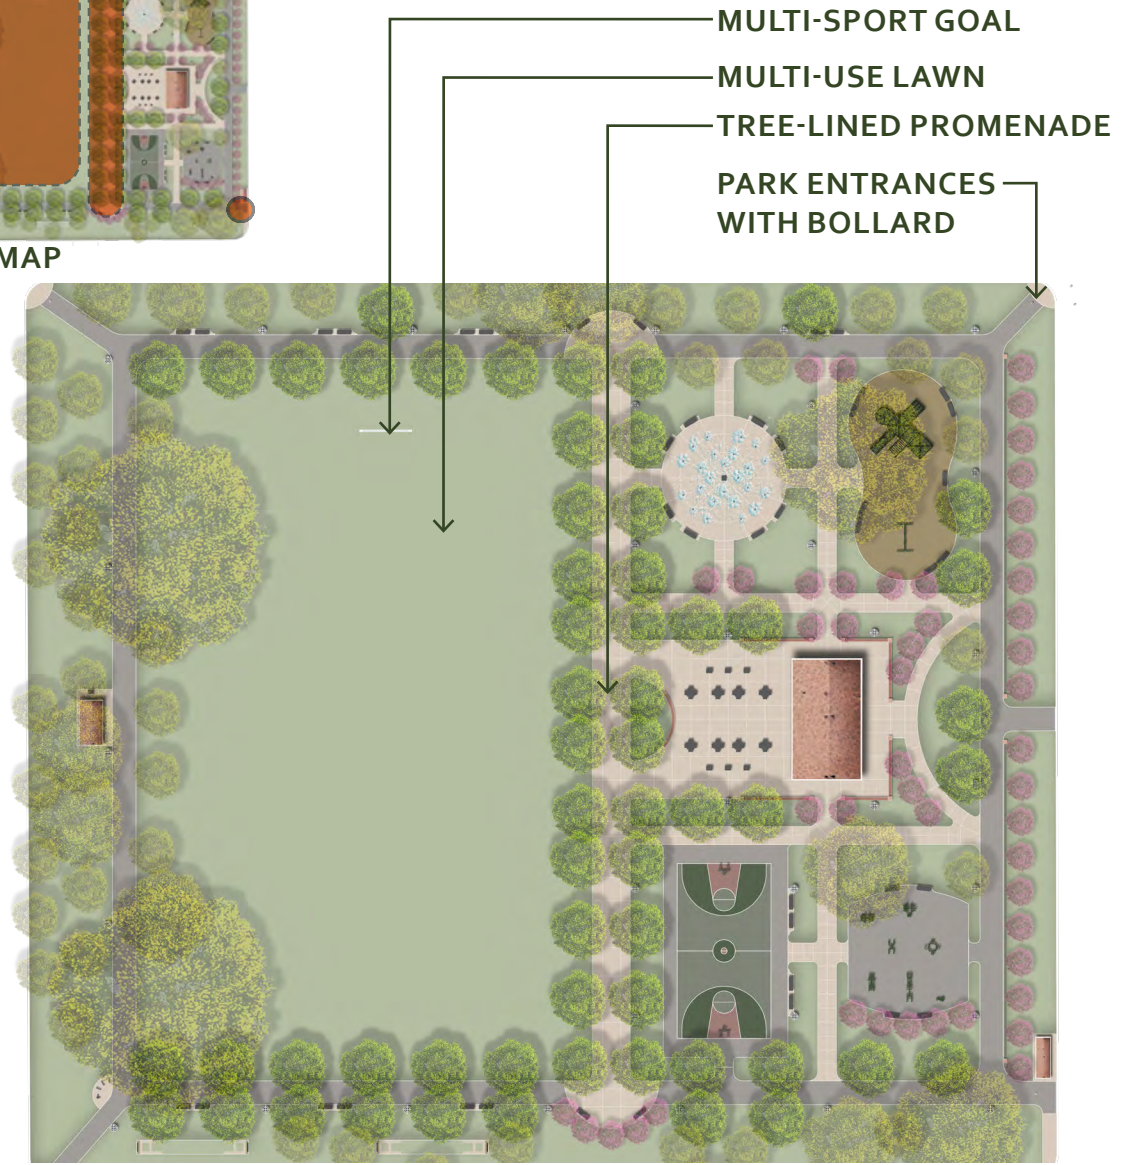 MULTI-SPORT GOAL
MULTI-USE LAWN
TREE-LINED PROMENADE
PARK ENTRANCES
WITH BOLLARD
MAP